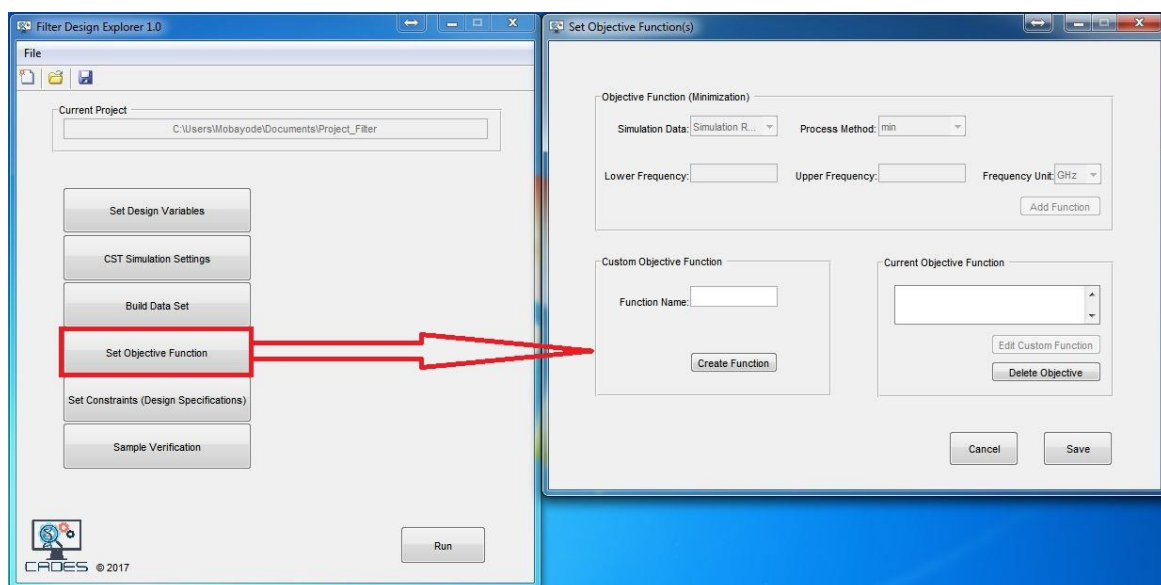 Filter Design Explorer 1.0
File
Current Project
C:\Users\Mobayode\Documents\Project_Filter
Set Design Variables
CST Simulation Settings
Build Data Set
Set Objective Function
Set Constraints (Design Specifications)
Sample Verification
Run
CADES © 2017
Set Objective Function(s)
Objective Function (Minimization)
Simulation Data: Simulation R... Process Method: min
Lower Frequency: Upper Frequency: Frequency Unit: GHz
Add Function
Custom Objective Function
Function Name:
Create Function
Current Objective Function
Edit Custom Function
Delete Objective
Cancel Save